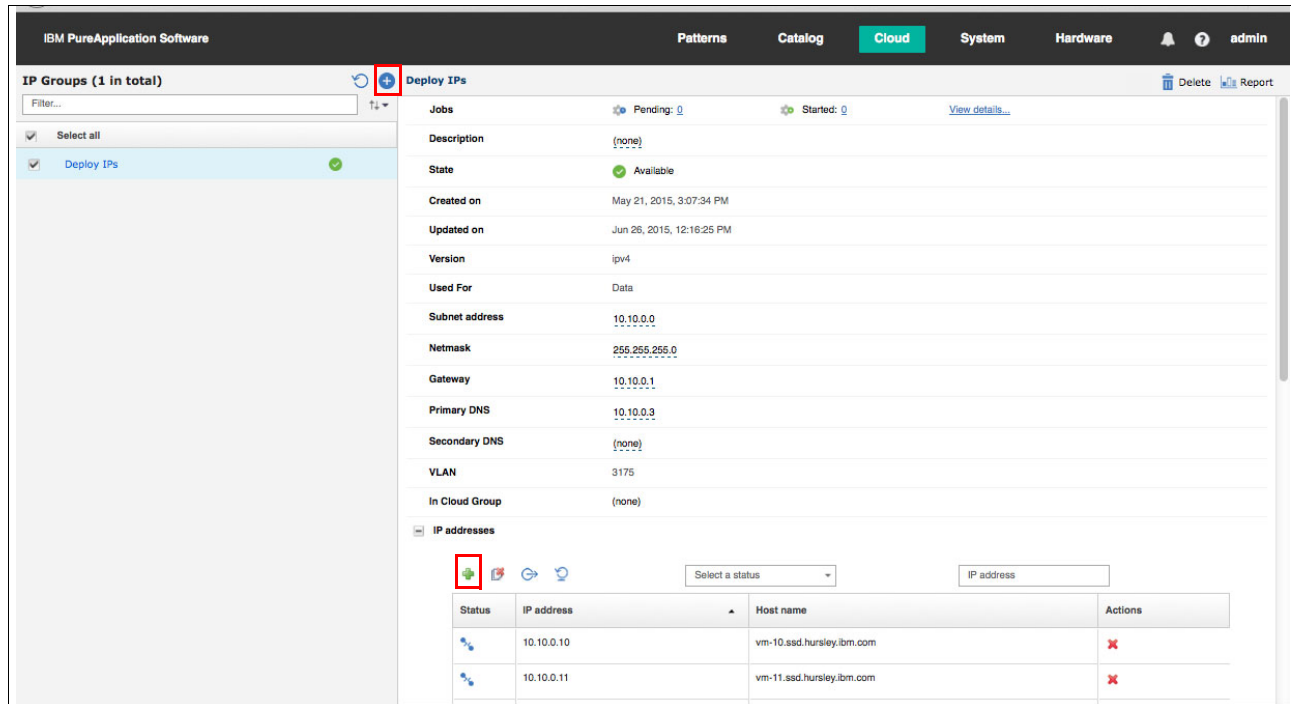 IBM PureApplication Software Patterns Catalog Cloud System Hardware admin
IP Groups (1 in total)
Filter...
Select all
Deploy IPs
Deploy IPs Delete Report
Jobs Pending: 0 Started: 0 View details...
Description (none)
State Available
Created on May 21, 2015, 3:07:34 PM
Updated on Jun 26, 2015, 12:16:25 PM
Version ipv4
Used For Data
Subnet address 10.10.0.0
Netmask 255.255.255.0
Gateway 10.10.0.1
Primary DNS 10.10.0.3
Secondary DNS (none)
VLAN 3175
In Cloud Group (none)
IP addresses
Select a status IP address
Status IP address Host name Actions
10.10.0.10 vm-10.ssd.hursley.ibm.com
10.10.0.11 vm-11.ssd.hursley.ibm.com